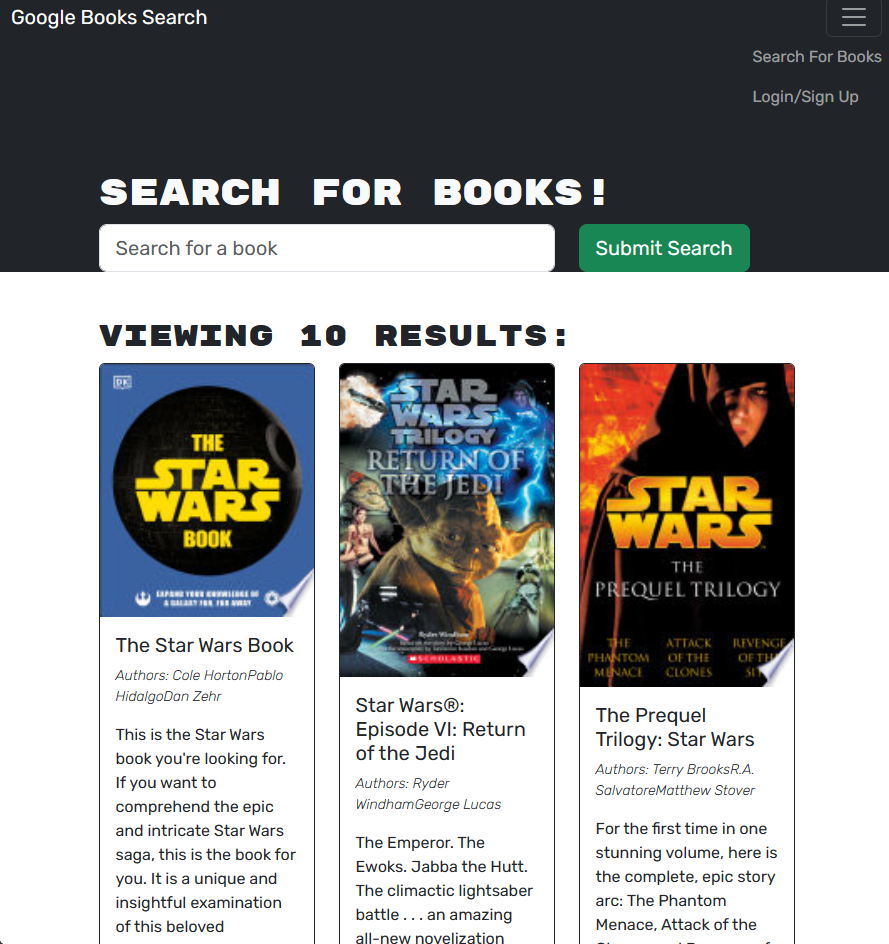 Google Books Search
Search For Books
Login/Sign Up
SEARCH FOR BOOKS!
Search for a book
Submit Search
VIEWING 10 RESULTS:
DK
THE
STAR
WARS
BOOK
EXPAND YOUR KNOWLEDGE OF
A GALAXY FAR, FAR AWAY
The Star Wars Book
Authors: Cole HortonPablo
HidalgoDan Zehr
This is the Star Wars
book you're looking for.
If you want to
comprehend the epic
and intricate Star Wars
saga, this is the book for
you. It is a unique and
insightful examination
of this beloved
STAR
WARS
TRILOGY
RETURN OF
THE JEDI
Ryder Windham
SCHOLASTIC
Star Wars®:
Episode VI: Return
of the Jedi
Authors: Ryder
WindhamGeorge Lucas
The Emperor. The
Ewoks. Jabba the Hutt.
The climactic lightsaber
battle . . . an amazing
all-new novelization
STAR
WARS
THE
PREQUEL TRILOGY
THE
PHANTOM
MENACE
ATTACK
OF THE
CLONES
REVENGE
OF THE
The Prequel
Trilogy: Star Wars
Authors: Terry BrooksR.A.
SalvatoreMatthew Stover
For the first time in one
stunning volume, here is
the complete, epic story
arc: The Phantom
Menace, Attack of the